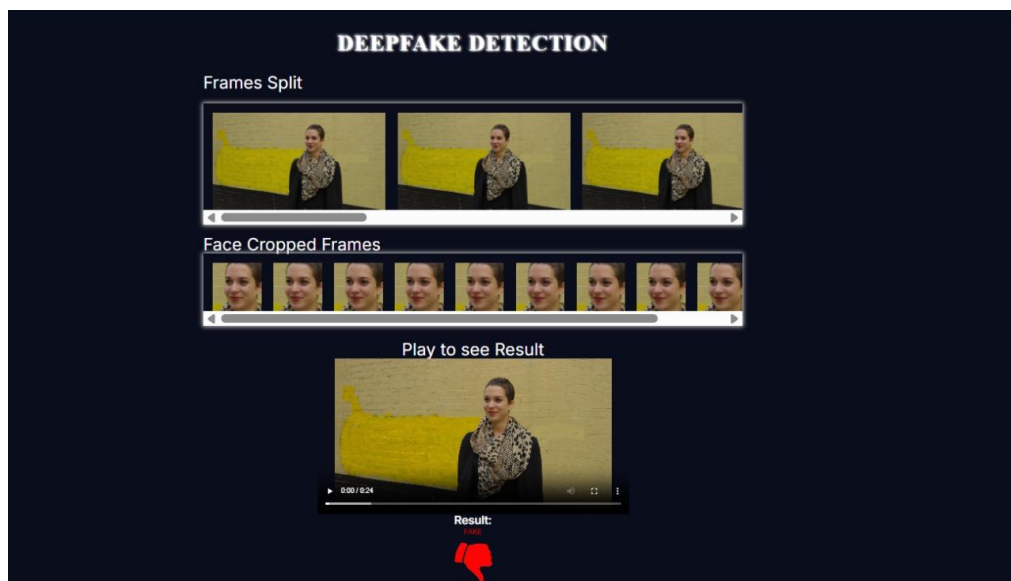 DEEPFAKE DETECTION
Frames Split
Face Cropped Frames
Play to see Result
0:00 / 0:24
Result:
FAKE